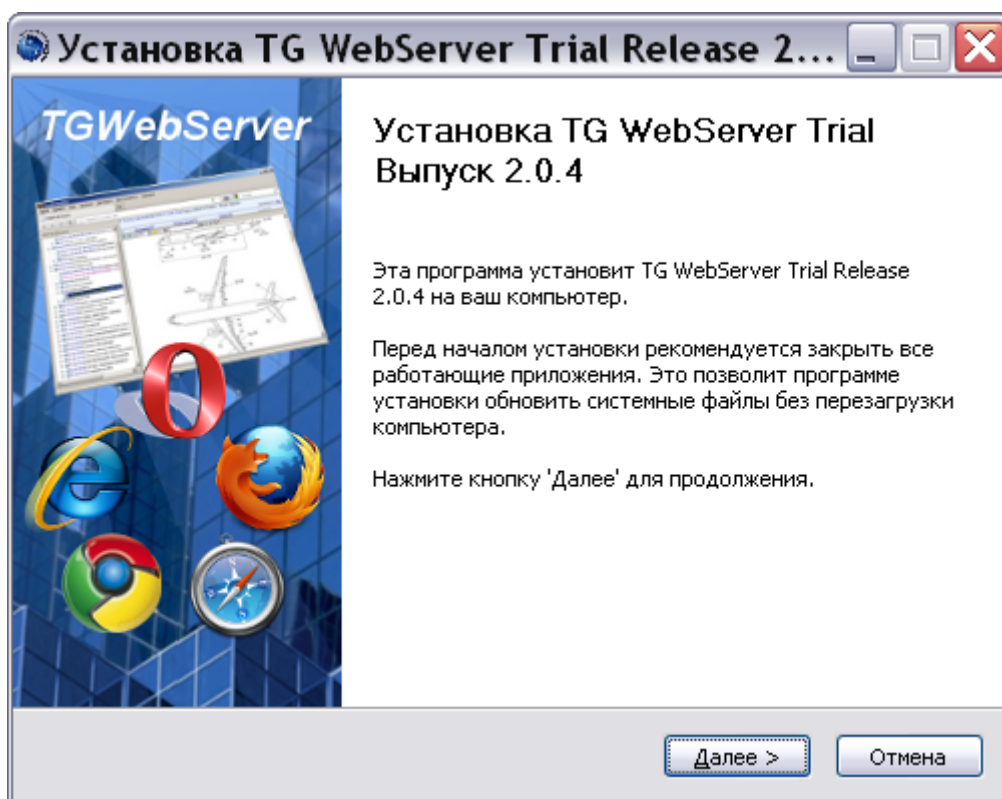 Установка TG WebServer Trial Release 2...
TGWebServer
Установка TG WebServer Trial
Выпуск 2.0.4
Эта программа установит TG WebServer Trial Release
2.0.4 на ваш компьютер.
Перед началом установки рекомендуется закрыть все
работающие приложения. Это позволит программе
установки обновить системные файлы без перезагрузки
компьютера.
Нажмите кнопку 'Далее' для продолжения.
Далее >
Отмена